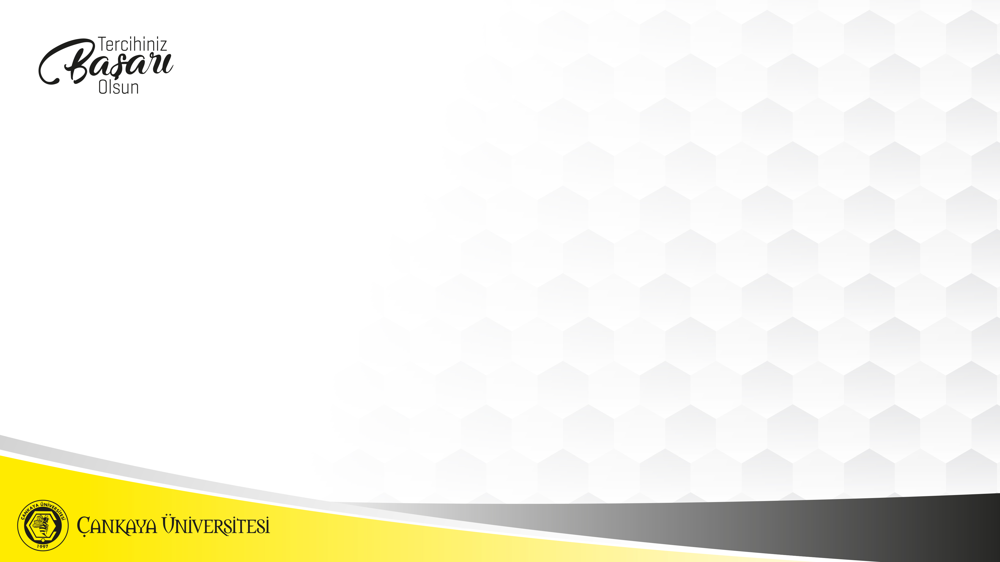 Tercihiniz
Başarı
Olsun
ÇANKAYA ÜNİVERSİTESİ
1997
ÇANKAYA ÜNİVERSİTESİ